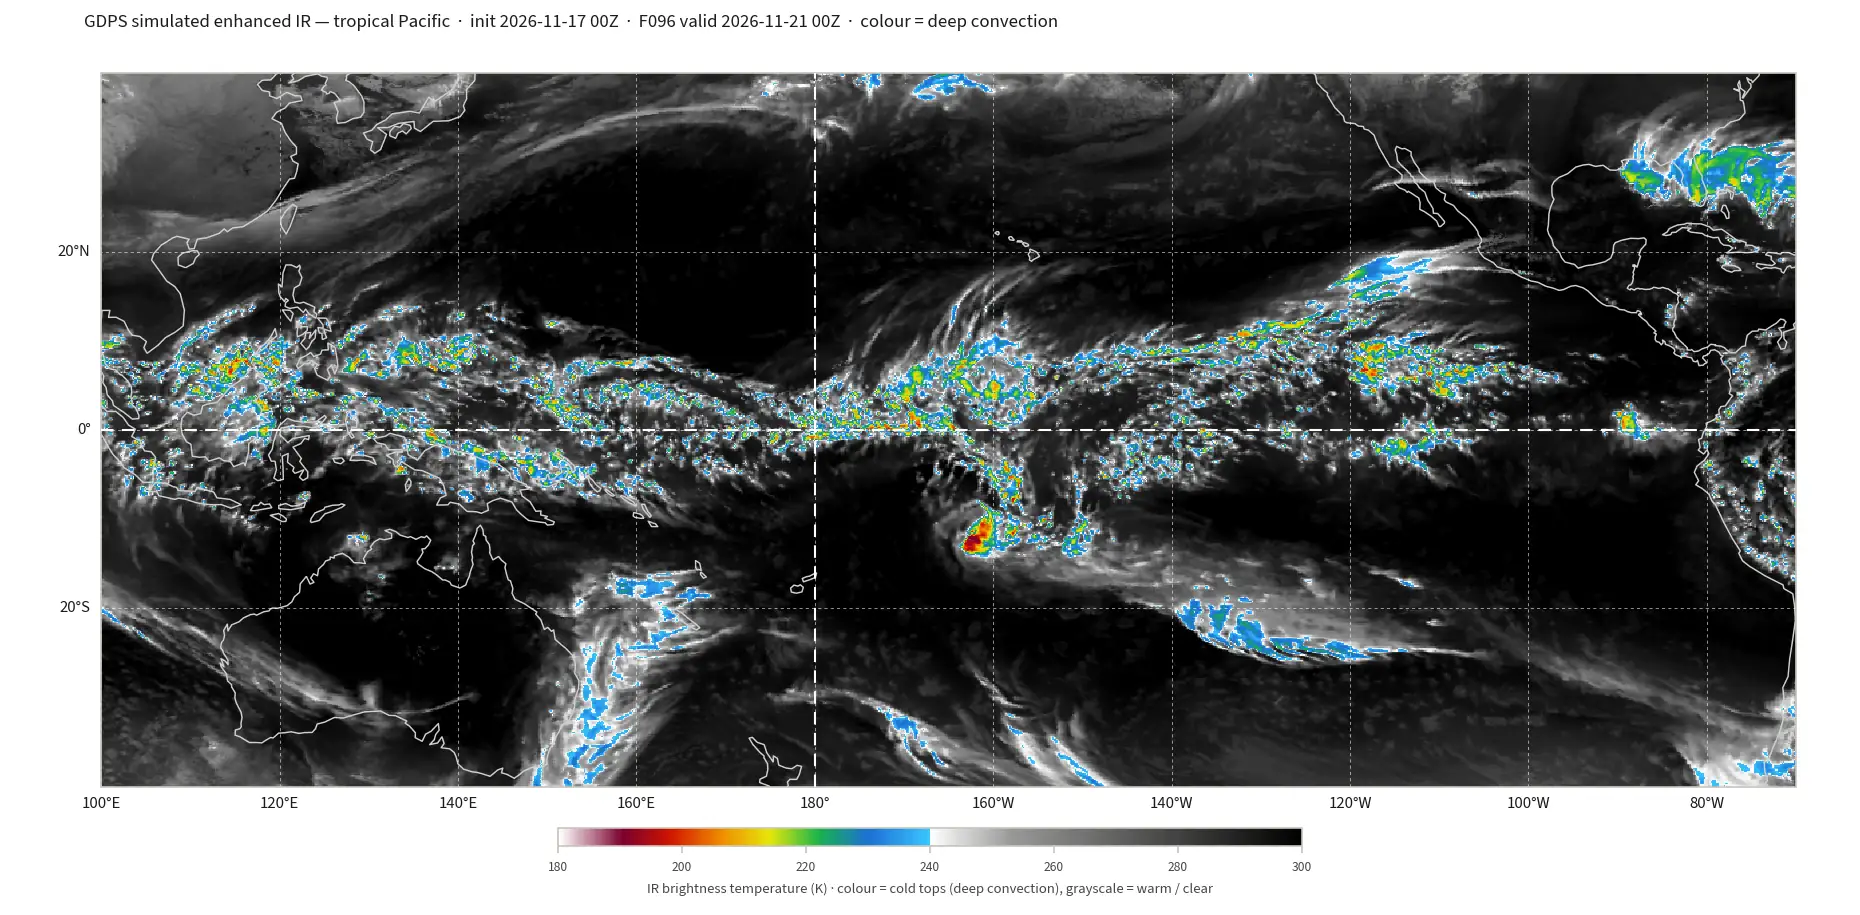 GDPS simulated enhanced IR — tropical Pacific · init 2026-11-17 00Z · F096 valid 2026-11-21 00Z · colour = deep convection
20°N
0°
20°S
100°E 120°E 140°E 160°E 180° 160°W 140°W 120°W 100°W 80°W
180 200 220 240 260 280 300
IR brightness temperature (K) · colour = cold tops (deep convection), grayscale = warm / clear